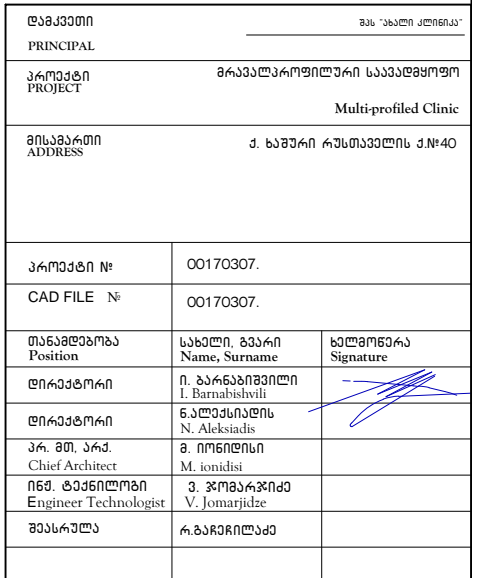 დამკვეთი
შპს "ახალი კლინიკა"
PRINCIPAL
პროექტი
მრავალპროფილური საავადმყოფო
PROJECT
Multi-profiled Clinic
მისამართი
ქ. ხაშური რუსთაველის ქ.№40
ADDRESS
პროექტი №
00170307.
CAD FILE №
00170307.
თანამდებობა
სახელი, გვარი
ხელმოწერა
Position
Name, Surname
Signature
დირექტორი
ი. ბარნაბიშვილი
I. Barnabishvili
დირექტორი
ნ.ალექსიადის
N. Aleksiadis
პრ. მთ, არქ.
მ. იონიდისი
Chief Architect
M. ionidisi
ინჟ. ტექნილოგი
ვ. ჯომარჯიძე
Engineer Technologist
V. Jomarjidze
შეასრულა
რ.გაჩეჩილაძე